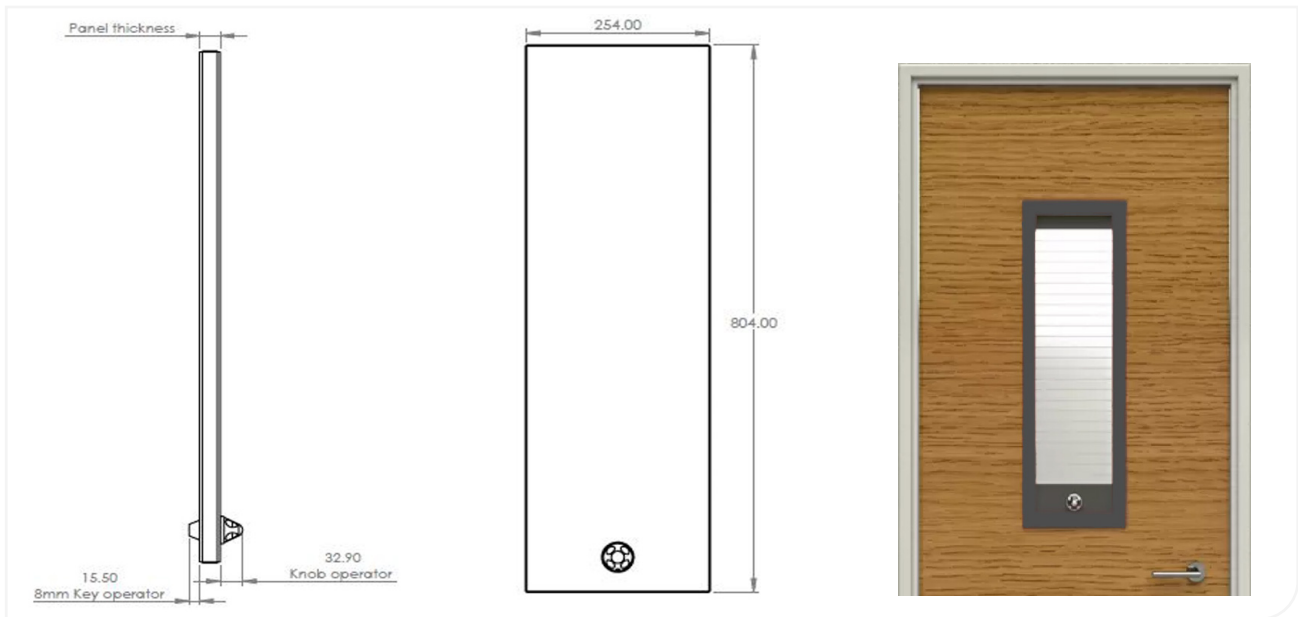 Panel thickness
254.00
804.00
32.90
Knob operator
15.50
8mm Key operator